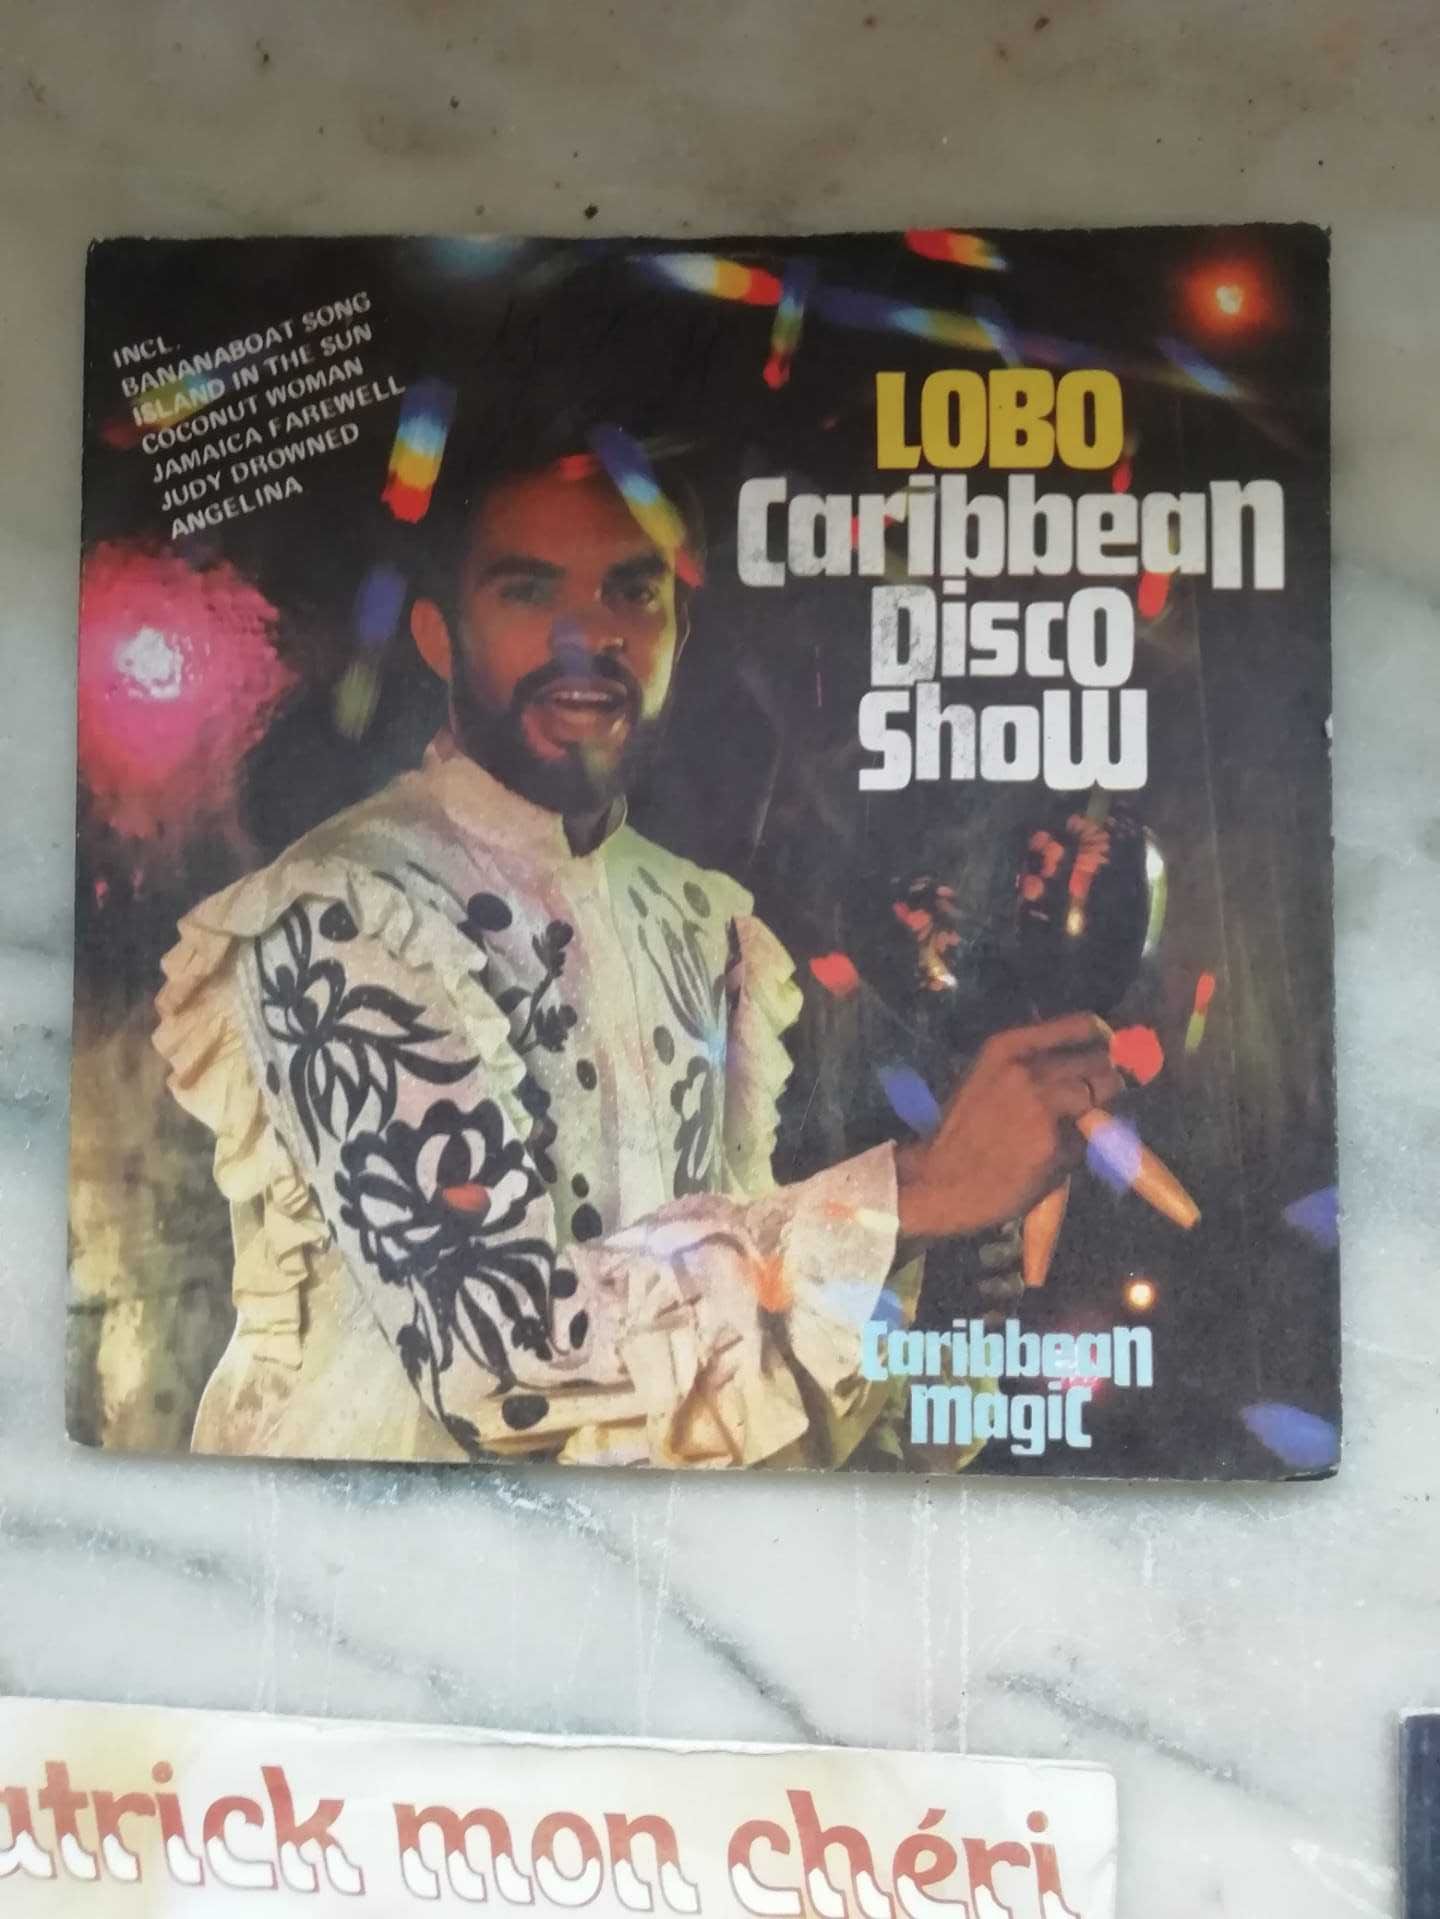 INCL.
BANANABOAT SONG
ISLAND IN THE SUN
COCONUT WOMAN
JAMAICA FAREWELL
JUDY DROWNED
ANGELINA
LOBO
Caribbean
Disco
Show
Caribbean
Magic
atrick mon chéri